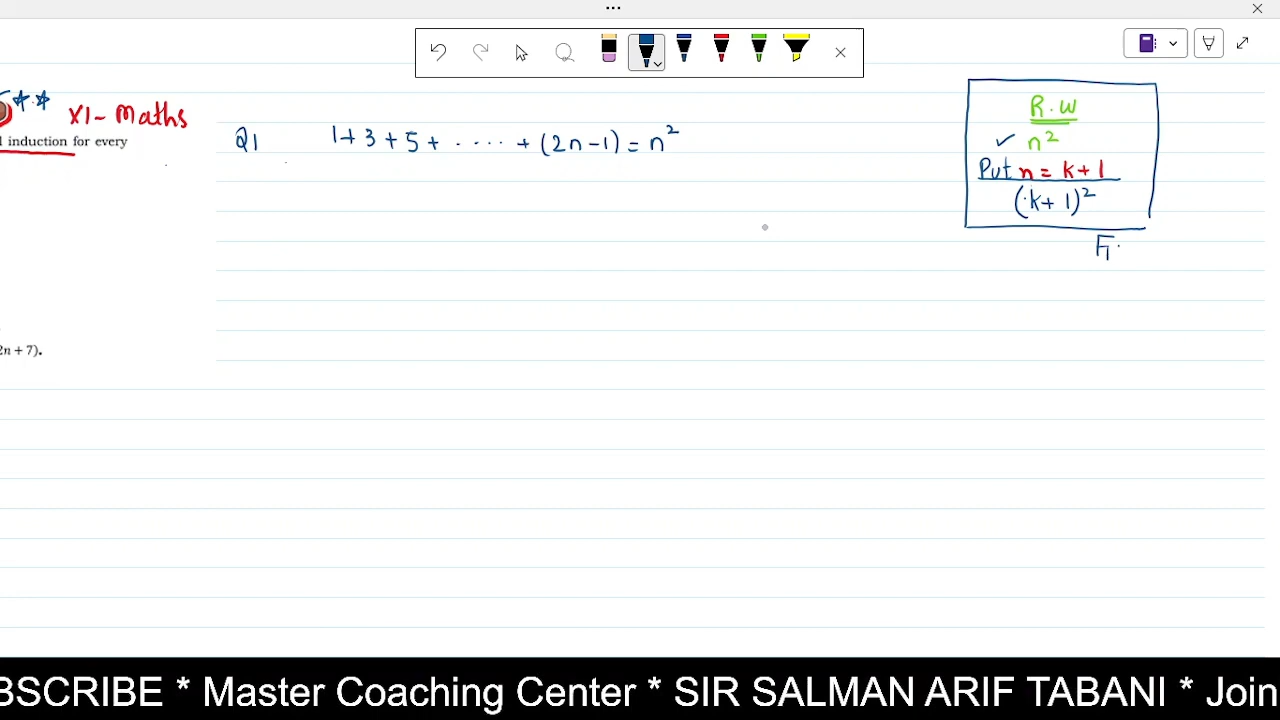 ** XI - Maths
induction for every
Q1 1 + 3 + 5 + ..... + (2n-1) = n²
R.W
✓ n²
Put n = k + 1
(k + 1)²
2n + 7).
BSCRIBE * Master Coaching Center * SIR SALMAN ARIF TABANI * Join